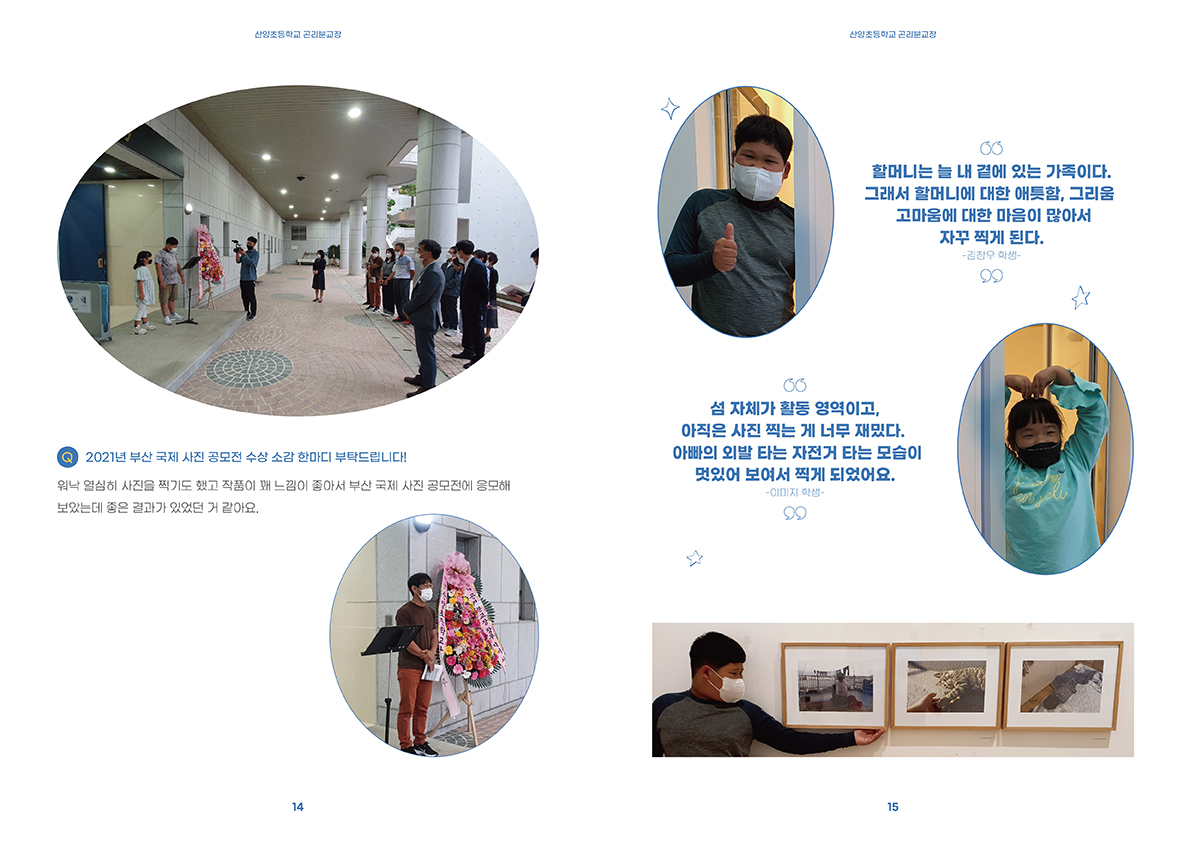 산양초등학교 곤리분교장
Q 2021년 부산 국제 사진 공모전 수상 소감 한마디 부탁드립니다!
워낙 열심히 사진을 찍기도 했고 작품이 꽤 느낌이 좋아서 부산 국제 사진 공모전에 응모해
보았는데 좋은 결과가 있었던 거 같아요.
14
산양초등학교 곤리분교장
할머니는 늘 내 곁에 있는 가족이다.
그래서 할머니에 대한 애틋함, 그리움
고마움에 대한 마음이 많아서
자꾸 찍게 된다.
-김창우 학생-
섬 자체가 활동 영역이고,
아직은 사진 찍는 게 너무 재밌다.
아빠의 외발 타는 자전거 타는 모습이
멋있어 보여서 찍게 되었어요.
-이미지 학생-
15